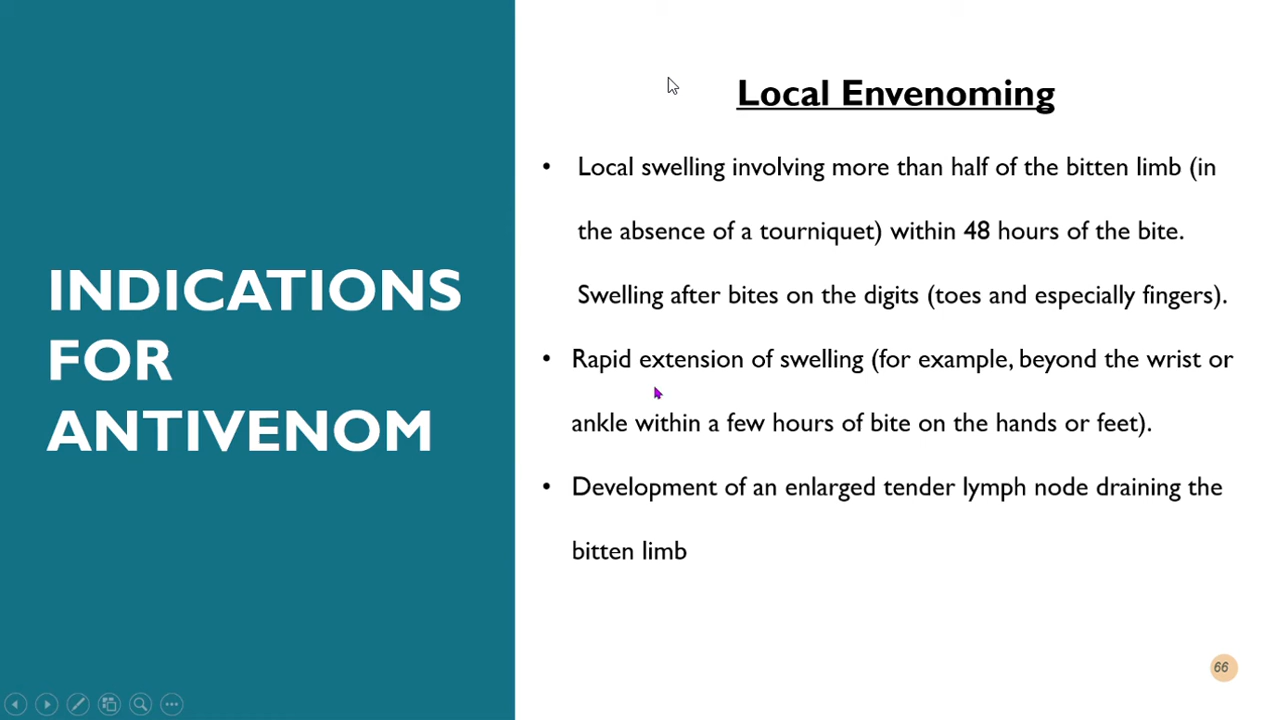 INDICATIONS
FOR
ANTIVENOM
Local Envenoming
• Local swelling involving more than half of the bitten limb (in
the absence of a tourniquet) within 48 hours of the bite.
Swelling after bites on the digits (toes and especially fingers).
• Rapid extension of swelling (for example, beyond the wrist or
ankle within a few hours of bite on the hands or feet).
• Development of an enlarged tender lymph node draining the
bitten limb
66